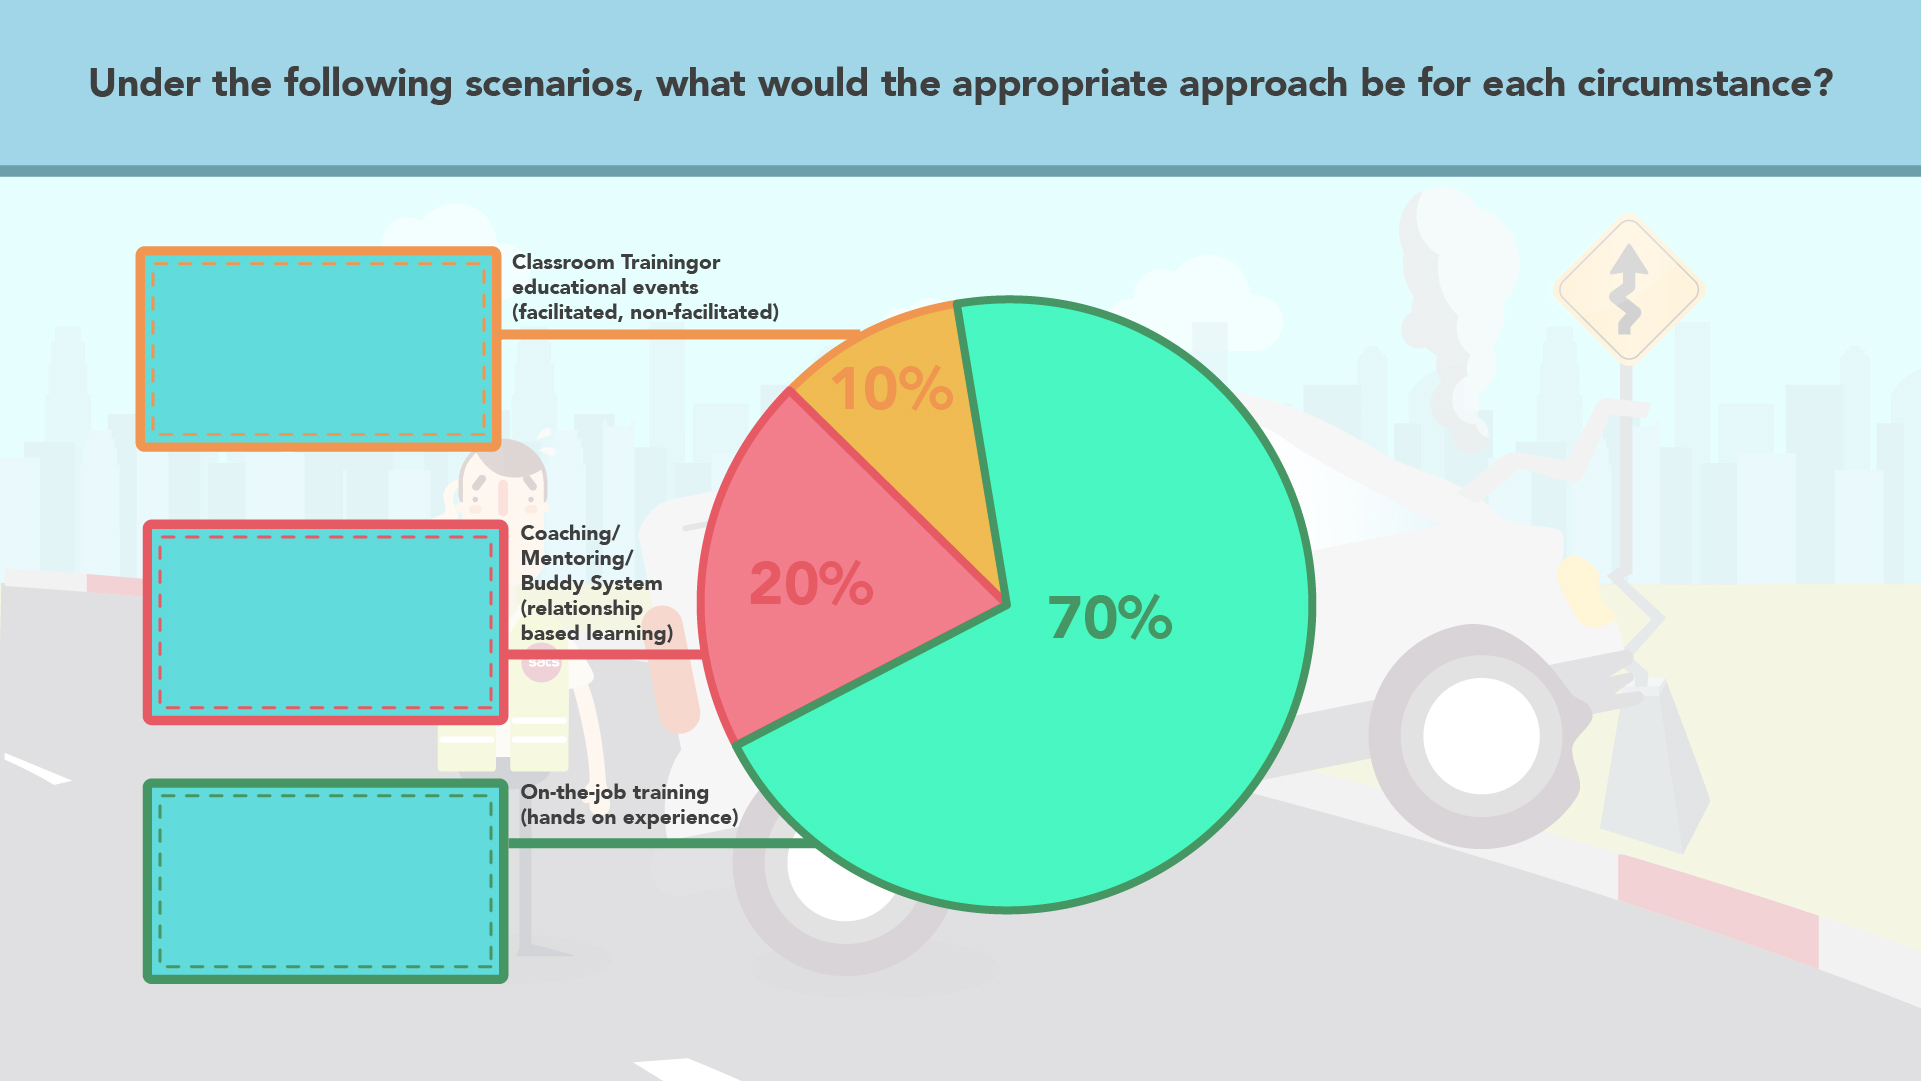 Under the following scenarios, what would the appropriate approach be for each circumstance?
Classroom Trainingor
educational events
(facilitated, non-facilitated)
10%
Coaching/
Mentoring/
Buddy System
(relationship
based learning)
20%
70%
sats
On-the-job training
(hands on experience)